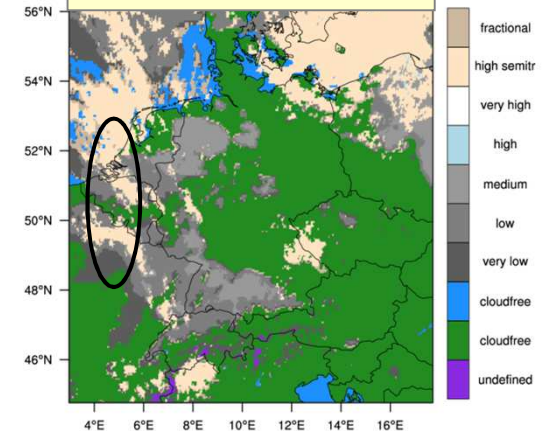 56°N
54°N
52°N
50°N
48°N
46°N
4°E 6°E 8°E 10°E 12°E 14°E 16°E
fractional
high semitr
very high
high
medium
low
very low
cloudfree
cloudfree
undefined